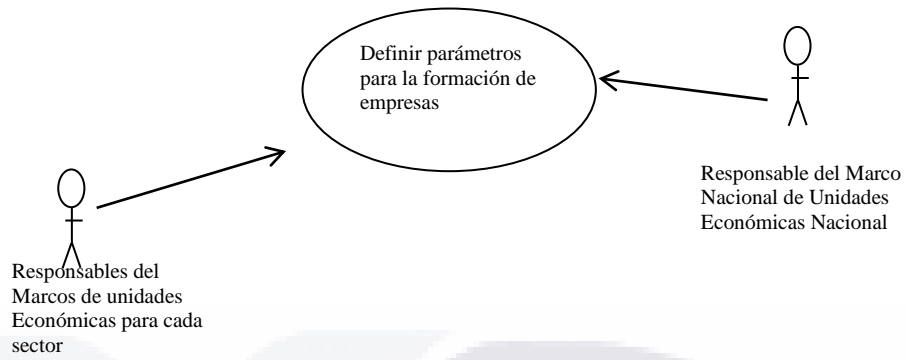 Definir parámetros
para la formación de
empresas
Responsable del Marco
Nacional de Unidades
Económicas Nacional
Responsables del
Marcos de unidades
Económicas para cada
sector